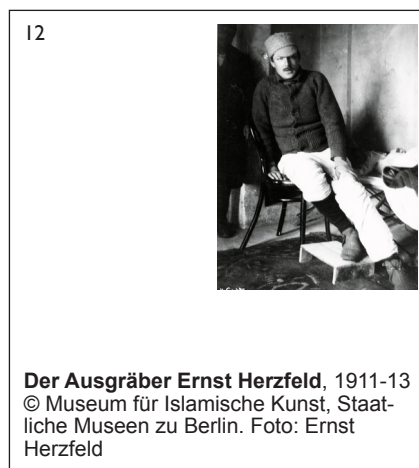 12
Der Ausgräber Ernst Herzfeld, 1911-13
© Museum für Islamische Kunst, Staat-
liche Museen zu Berlin. Foto: Ernst
Herzfeld